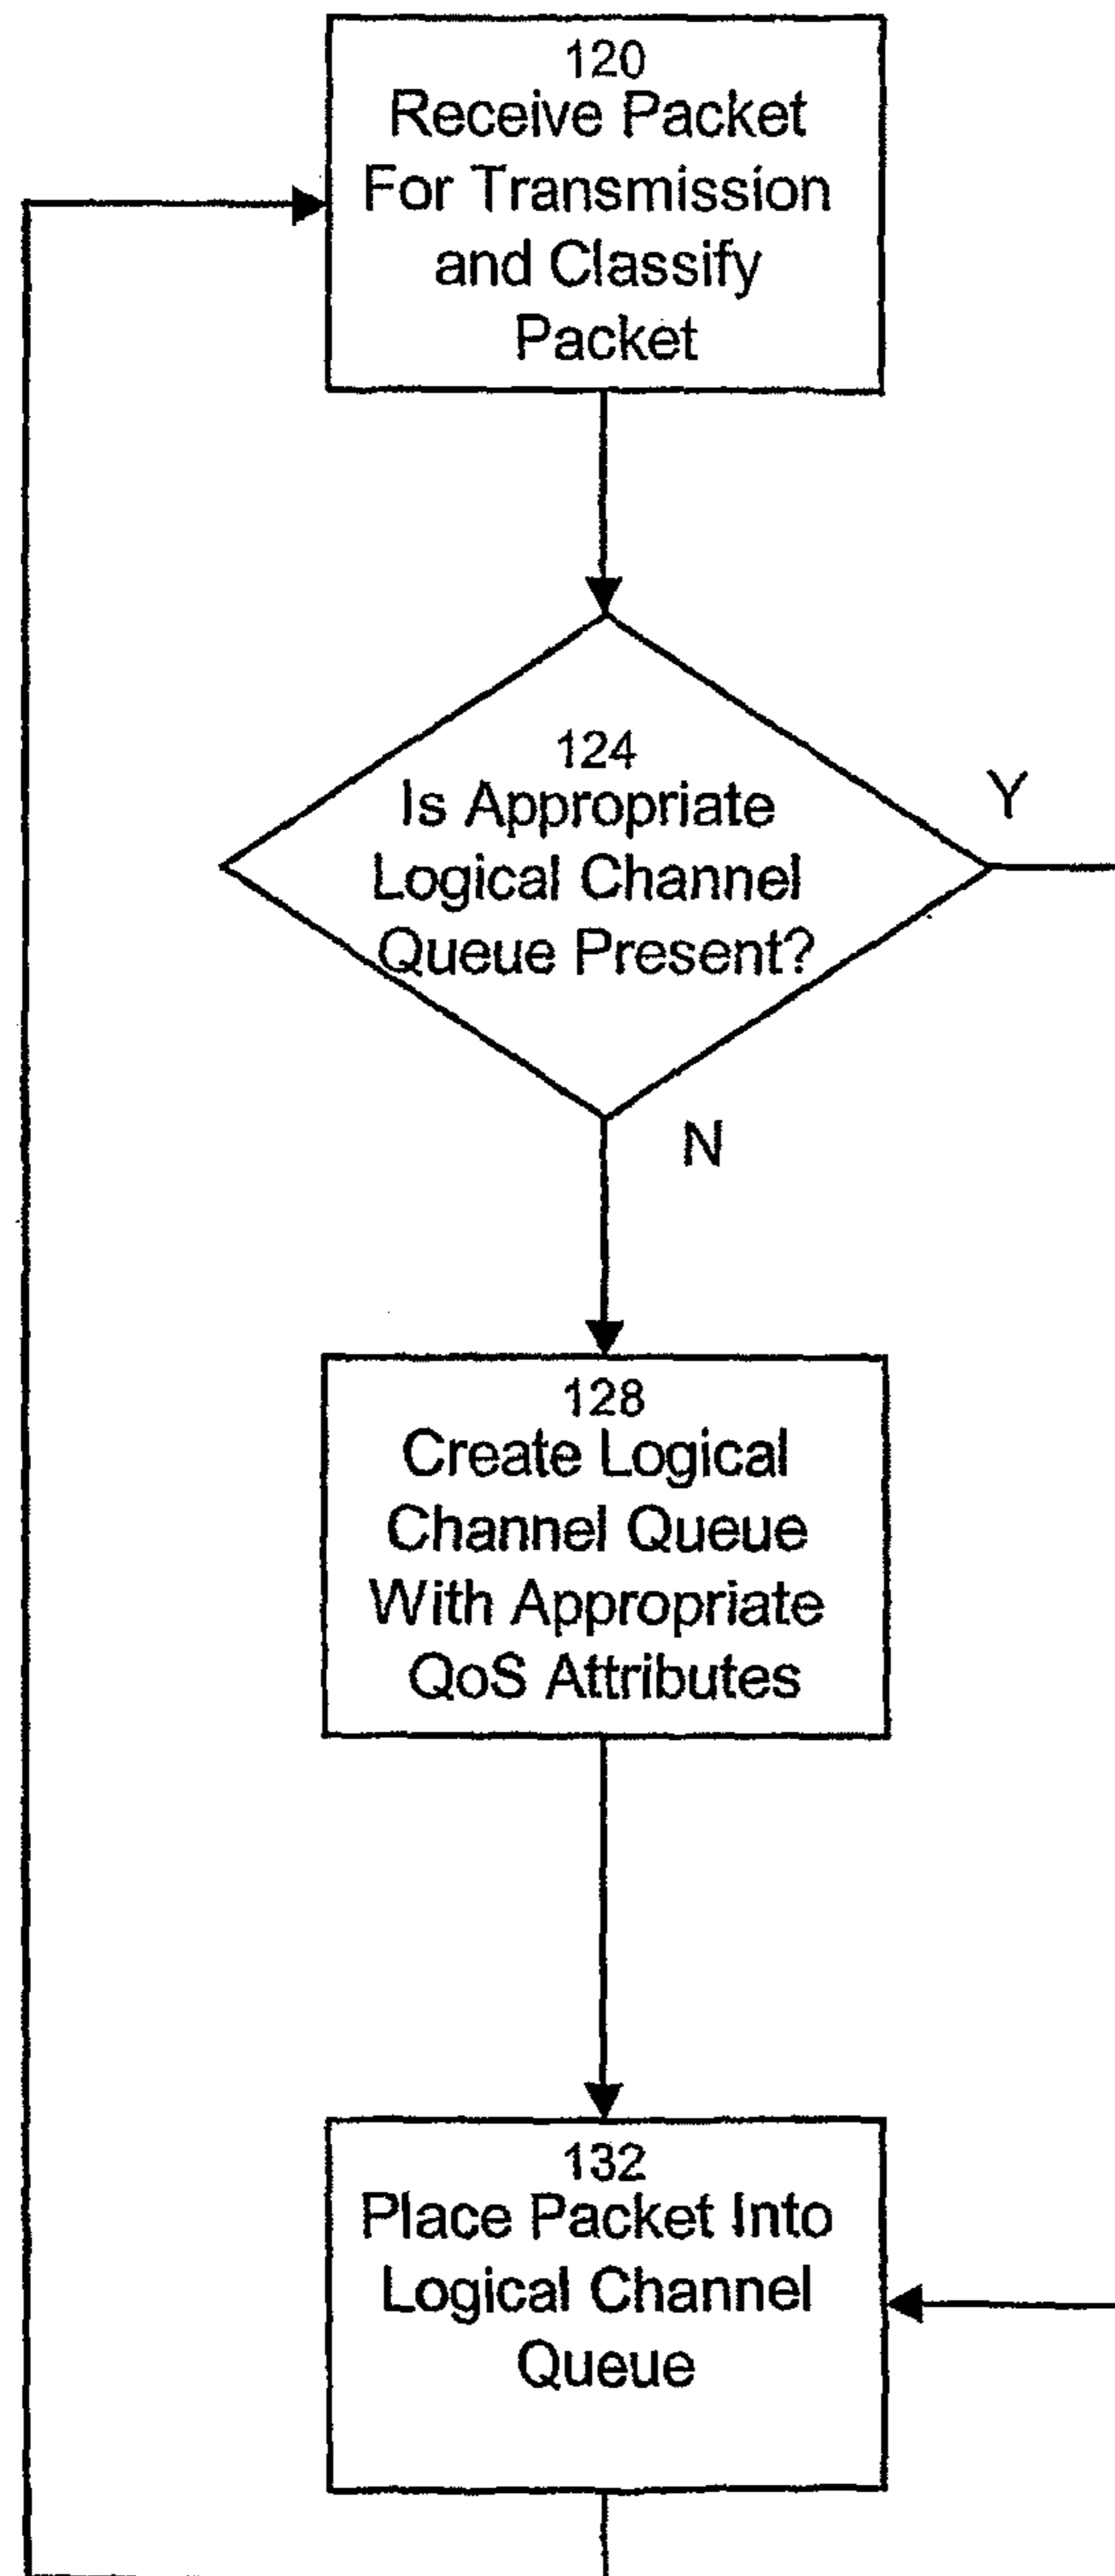 120
Receive Packet
For Transmission
and Classify
Packet
124
Is Appropriate
Logical Channel
Queue Present?
Y
N
128
Create Logical
Channel Queue
With Appropriate
QoS Attributes
132
Place Packet Into
Logical Channel
Queue